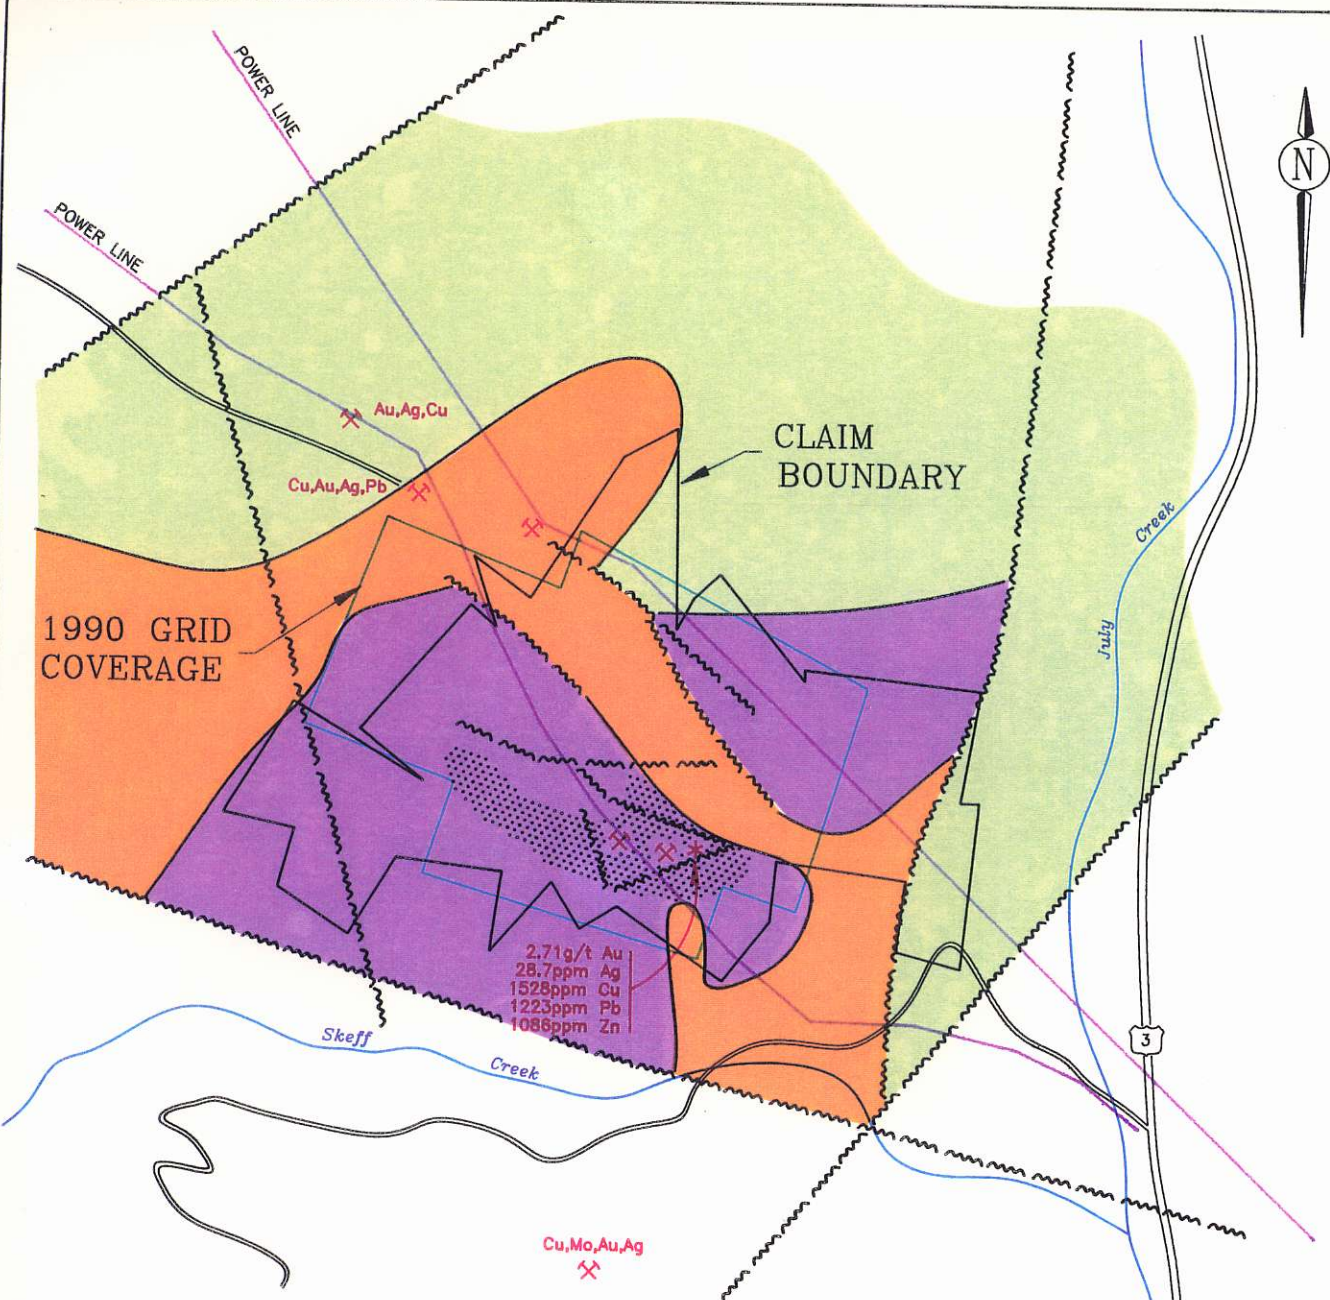 POWER LINE
POWER LINE
N
Au,Ag,Cu
CLAIM
BOUNDARY
Cu,Au,Ag,Pb
Creek
1990 GRID
COVERAGE
July
2.71g/t Au
28.7ppm Ag
1528ppm Cu
1223ppm Pb
1086ppm Zn
Skeff
Creek
3
Cu,Mo,Au,Ag